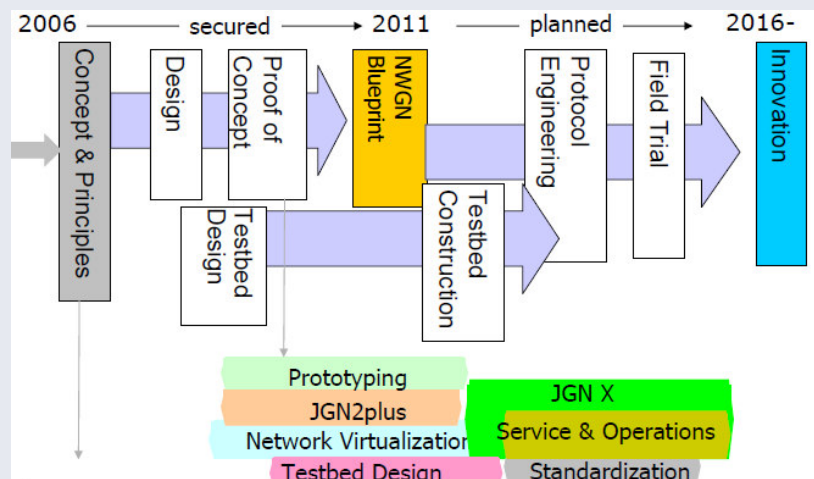 2006 secured 2011 planned 2016-
Concept & Principles
Design
Proof of
Concept
NWGN
Blueprint
Protocol
Engineering
Field Trial
Innovation
Testbed
Design
Testbed
Construction
Prototyping
JGN2plus
Network Virtualization
Testbed Design
JGN X
Service & Operations
Standardization